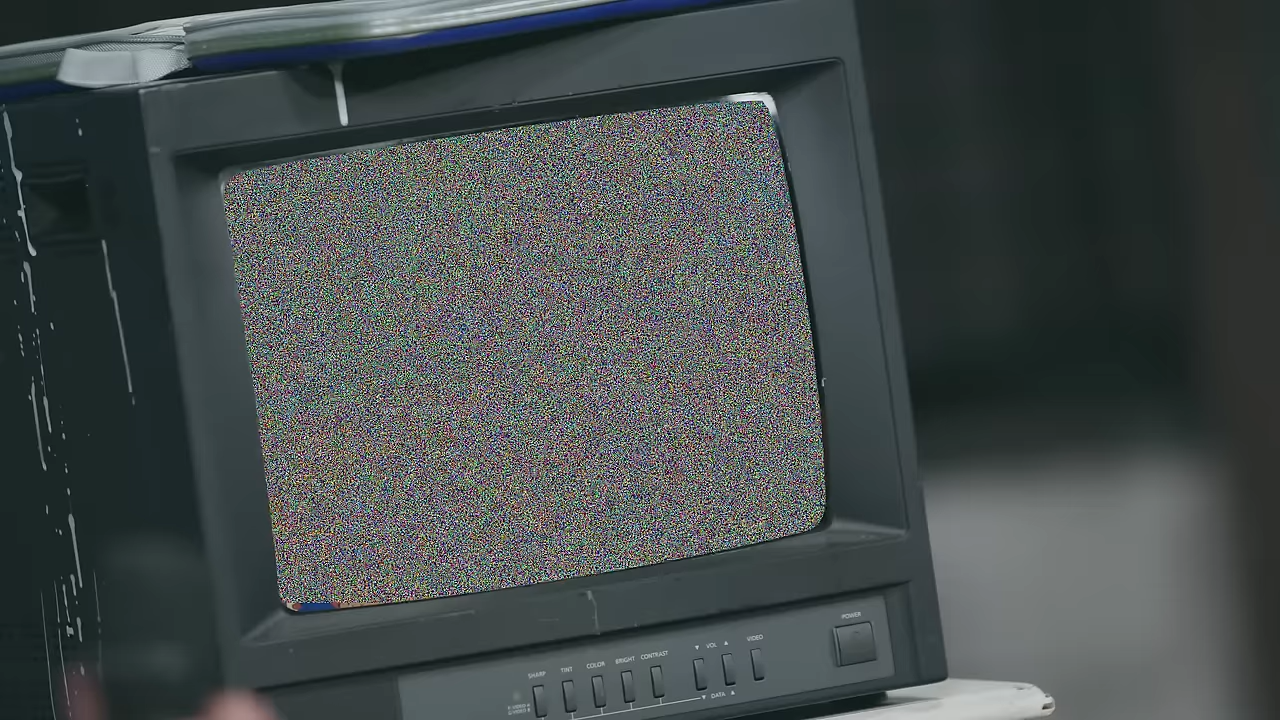 POWER
VIDEO
▼ VOL ▲
CONTRAST
BRIGHT
COLOR
TINT
SHARP
▼ DATA ▲